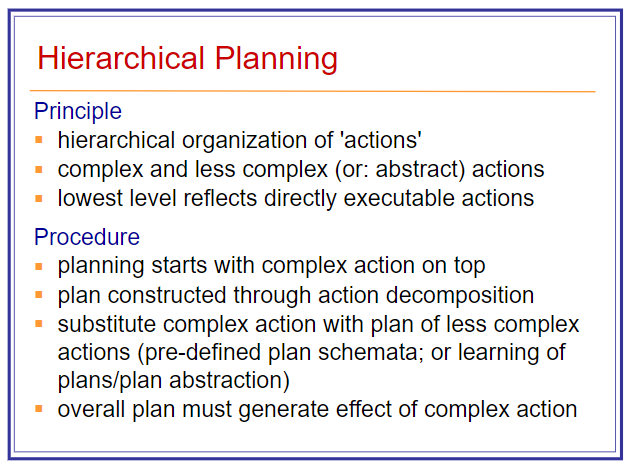 Hierarchical Planning
Principle
hierarchical organization of 'actions'
complex and less complex (or: abstract) actions
lowest level reflects directly executable actions
Procedure
planning starts with complex action on top
plan constructed through action decomposition
substitute complex action with plan of less complex
actions (pre-defined plan schemata; or learning of
plans/plan abstraction)
overall plan must generate effect of complex action